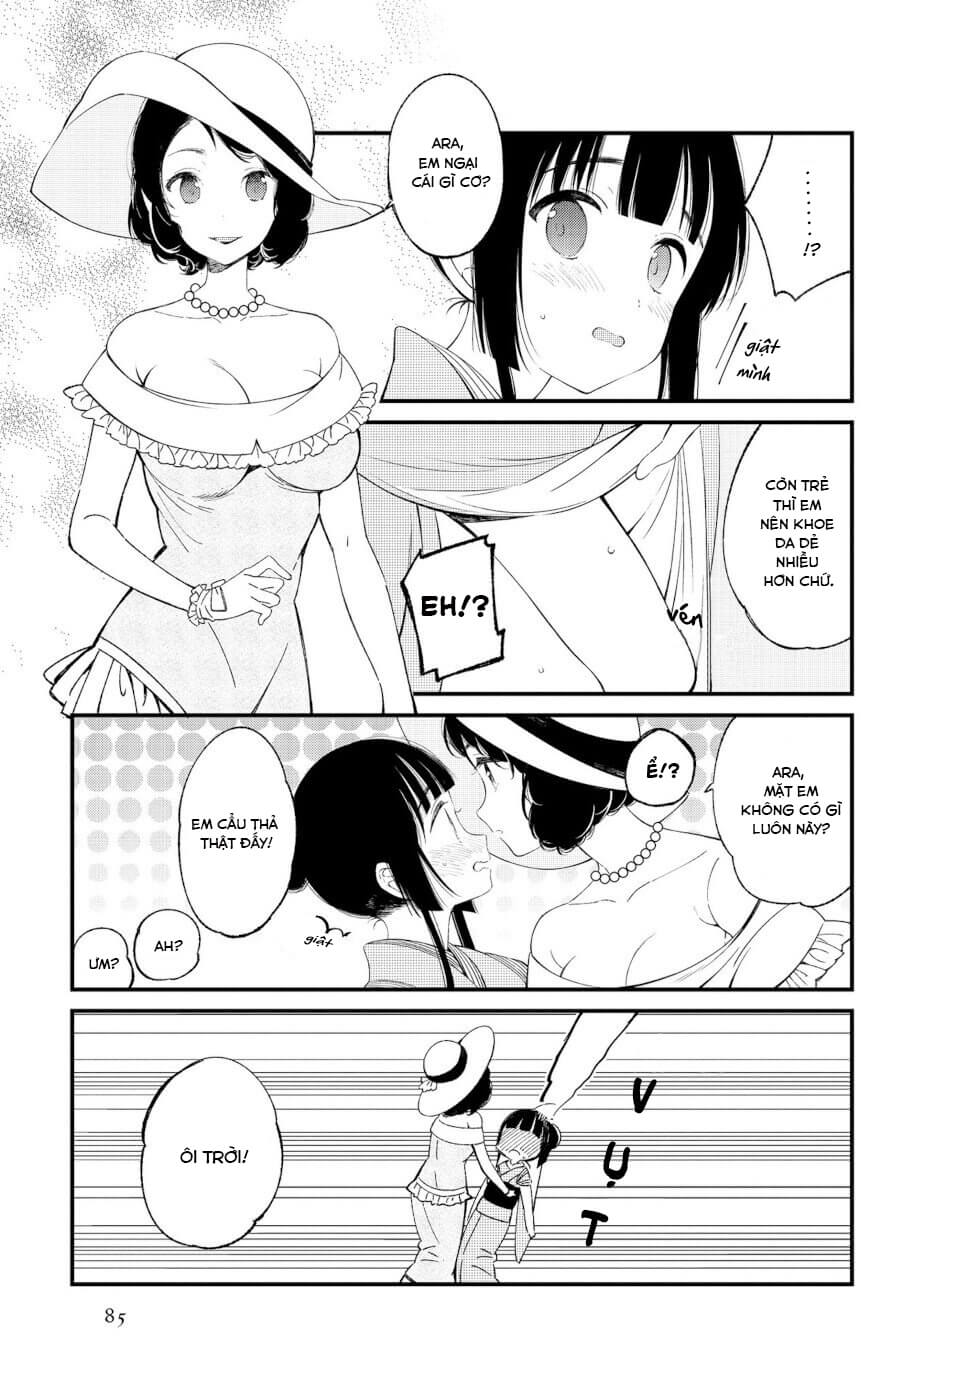 ARA,
EM NGẠI
CÁI GÌ CƠ?
.......
!?
giật
mình
CÒN TRẺ
THÌ EM
NÊN KHOE
DA DẺ
NHIỀU
HƠN CHỨ.
EH!?
vén
ARA,
MẶT EM
KHÔNG CÓ GÌ
LUÔN NÀY?
Ể!?
EM CẨU THẢ
THẬT ĐẤY!
giật
AH?
ƯM?
VỤT
ÔI TRỜI!
85